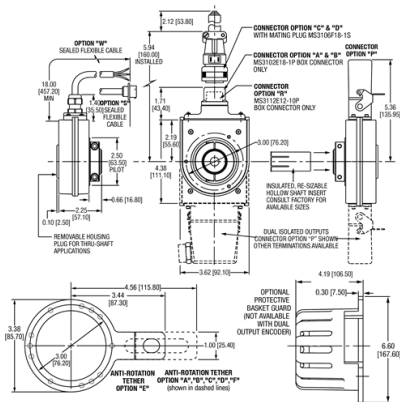 2.12 [53.80]
OPTION "W"
SEALED FLEXIBLE CABLE
5.94
[160.00]
INSTALLED
CONNECTOR OPTION "C" & "D"
WITH MATING PLUG MS3106F18-1S
CONNECTOR OPTION "A" & "B"
MS3102E18-1P BOX CONNECTOR
ONLY
CONNECTOR
OPTION "P"
18.00
[457.20]
MIN
1.40
[35.50]
OPTION "S"
SEALED
FLEXIBLE
CABLE
1.71
[43,40]
CONNECTOR
OPTION "R"
MS3112E12-10P
BOX CONNECTOR ONLY
5.36
[135.95]
2.19
[55.60]
3.00 [76.20]
2.50
[63.50]
PILOT
4.38
[111.10]
0.66 [16.80]
2.25
[57.10]
0.10 [2.50]
INSULATED, RE-SIZABLE
HOLLOW SHAFT INSERT
CONSULT FACTORY FOR
AVAILABLE SIZES
REMOVABLE HOUSING
PLUG FOR THRU-SHAFT
APPLICATIONS
DUAL ISOLATED OUTPUTS
CONNECTOR OPTION "P" SHOWN
OTHER TERMINATIONS AVAILABLE
3.62 [92.10]
4.56 [115.80]
3.44
[87.30]
4.19 [106.50]
0.30 [7.50]
OPTIONAL
PROTECTIVE
BASKET GUARD
(NOT AVAILABLE
WITH DUAL
OUTPUT ENCODER)
3.38
[85.70]
3.00
[76.20]
1.00 [25.40]
6.60
[167.60]
ANTI-ROTATION
TETHER
OPTION "E"
ANTI-ROTATION TETHER
OPTION "A","B","C","D","F"
(shown in dashed lines)